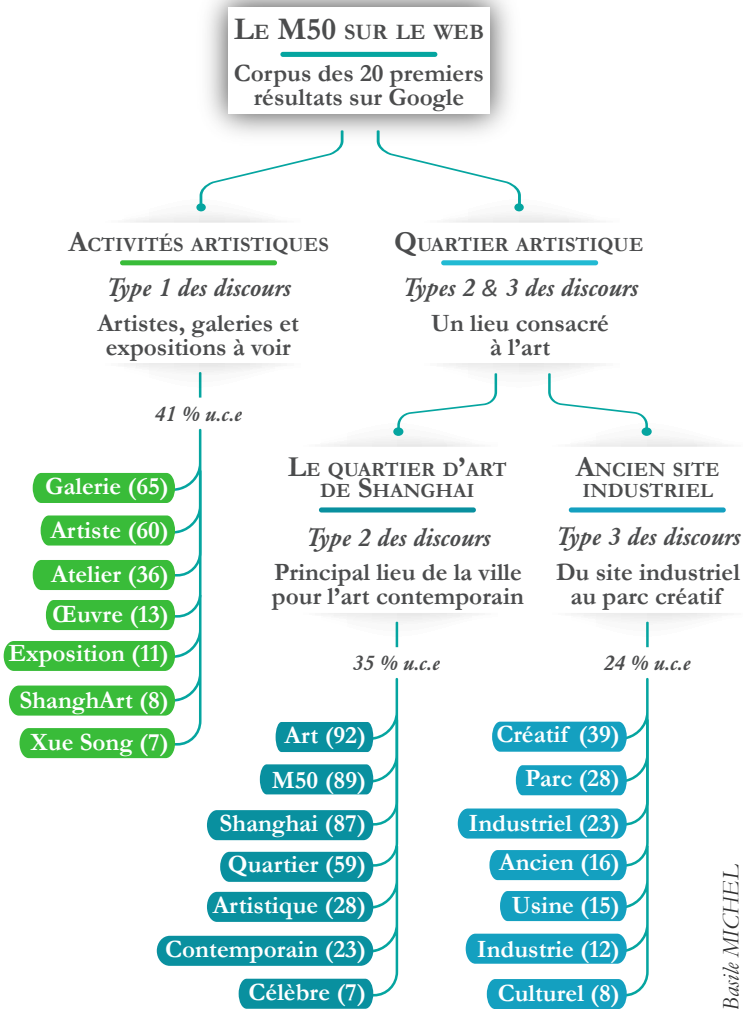 Le M50 sur le web
Corpus des 20 premiers
résultats sur Google
Activités artistiques
Type 1 des discours
Artistes, galeries et
expositions à voir
41 % u.c.e
Galerie (65)
Artiste (60)
Atelier (36)
Œuvre (13)
Exposition (11)
ShanghArt (8)
Xue Song (7)
Quartier artistique
Types 2 & 3 des discours
Un lieu consacré
à l'art
Le quartier d'art
de Shanghai
Type 2 des discours
Principal lieu de la ville
pour l'art contemporain
35 % u.c.e
Art (92)
M50 (89)
Shanghai (87)
Quartier (59)
Artistique (28)
Contemporain (23)
Célèbre (7)
Ancien site
industriel
Type 3 des discours
Du site industriel
au parc créatif
24 % u.c.e
Créatif (39)
Parc (28)
Industriel (23)
Ancien (16)
Usine (15)
Industrie (12)
Culturel (8)
Basile MICHEL